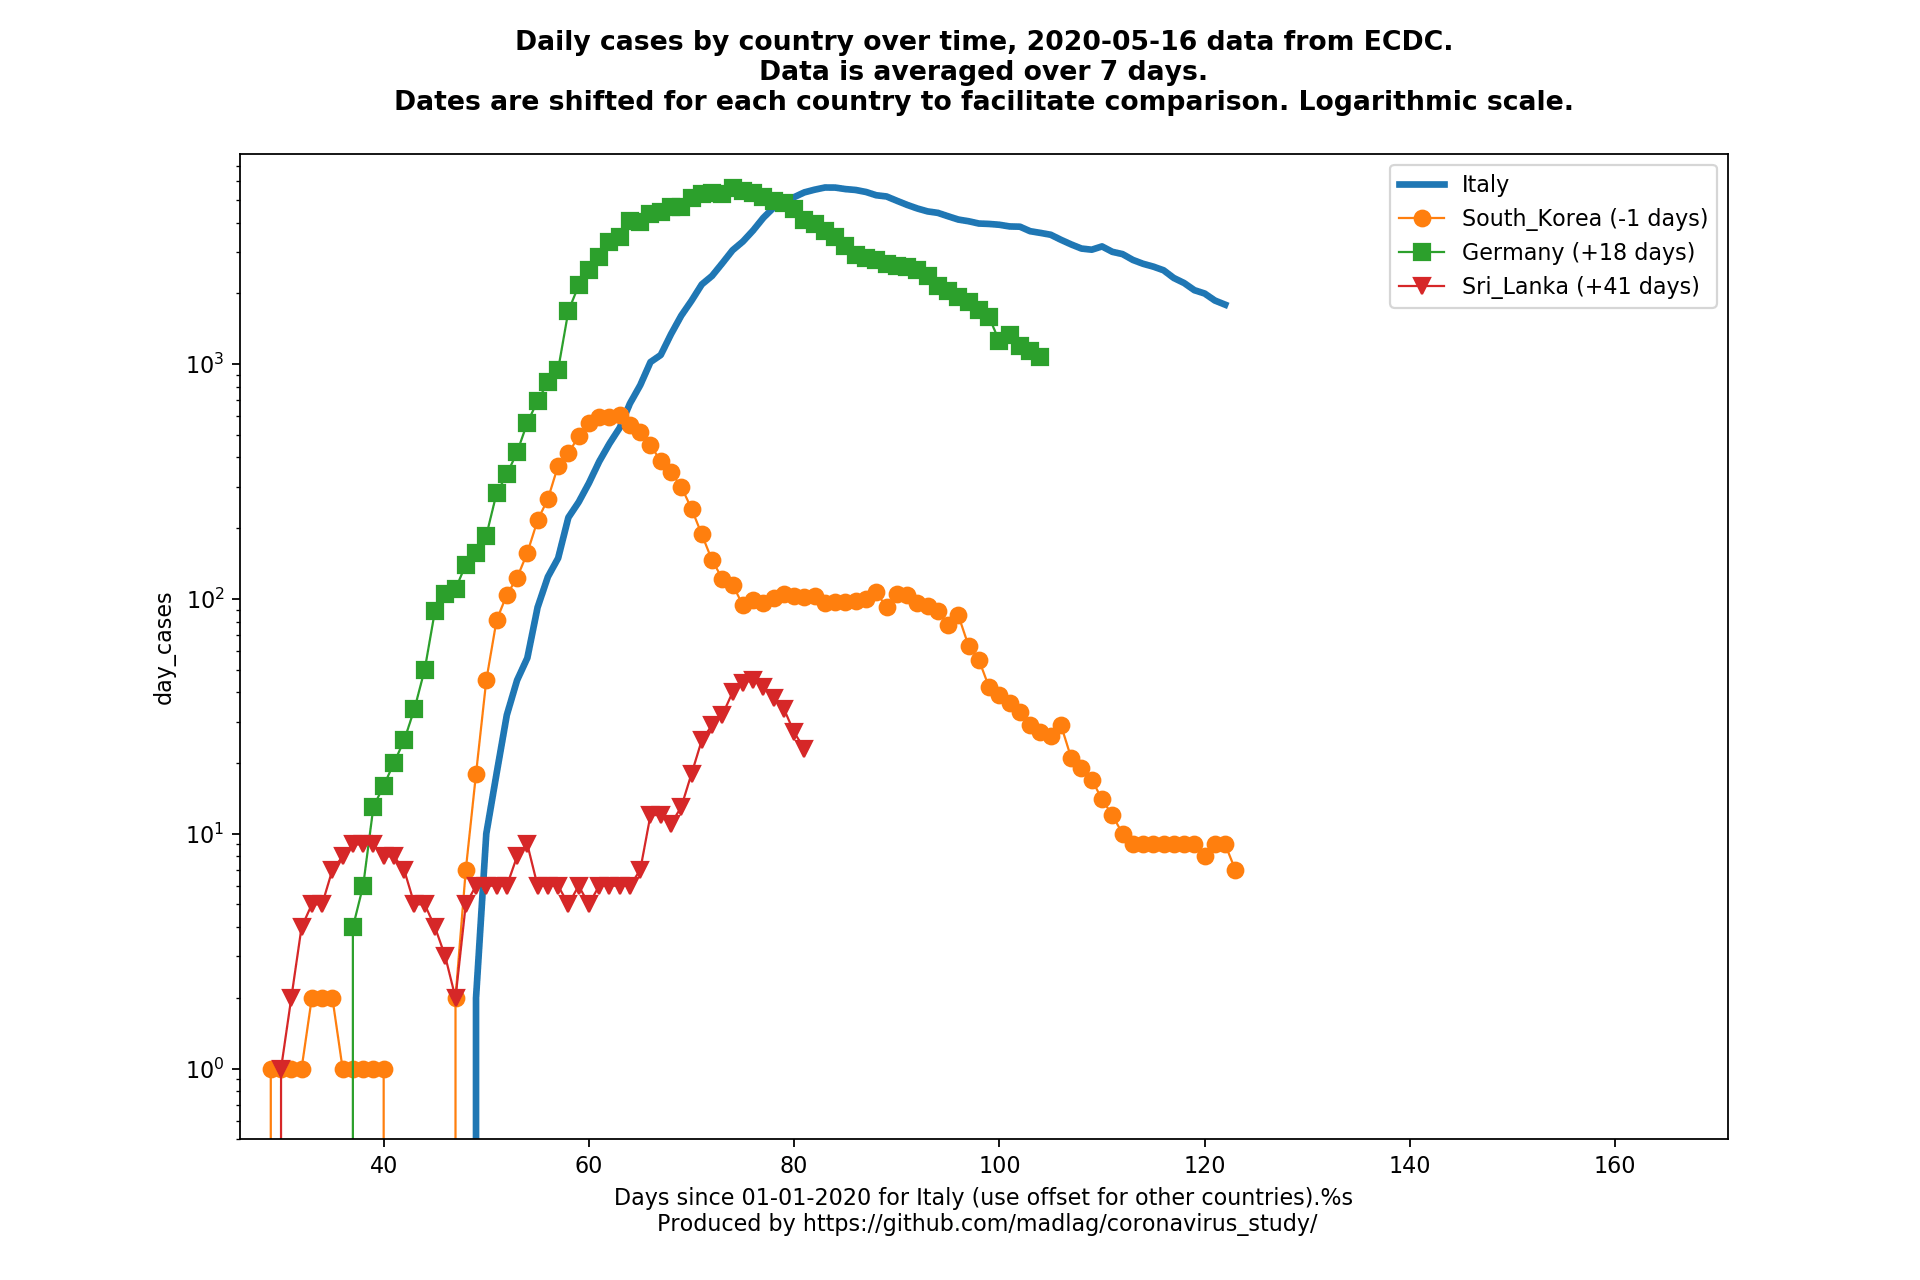 Daily cases by country over time, 2020-05-16 data from ECDC.
Data is averaged over 7 days.
Dates are shifted for each country to facilitate comparison. Logarithmic scale.
Italy
South_Korea (-1 days)
Germany (+18 days)
Sri_Lanka (+41 days)
day_cases
10³
10²
10¹
10⁰
40 60 80 100 120 140 160
Days since 01-01-2020 for Italy (use offset for other countries).%s
Produced by https://github.com/madlag/coronavirus_study/